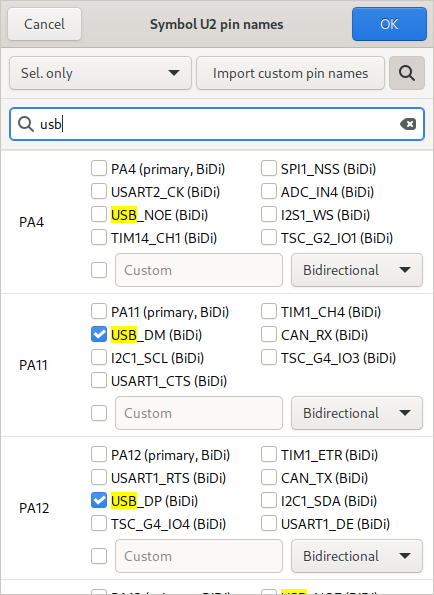 Cancel Symbol U2 pin names OK
Sel. only Import custom pin names
usb
PA4 (primary, BiDi) SPI1_NSS (BiDi)
USART2_CK (BiDi) ADC_IN4 (BiDi)
USB_NOE (BiDi) I2S1_WS (BiDi)
PA4
TIM14_CH1 (BiDi) TSC_G2_IO1 (BiDi)
Custom Bidirectional
PA11 (primary, BiDi) TIM1_CH4 (BiDi)
USB_DM (BiDi) CAN_RX (BiDi)
I2C1_SCL (BiDi) TSC_G4_IO3 (BiDi)
PA11
USART1_CTS (BiDi)
Custom Bidirectional
PA12 (primary, BiDi) TIM1_ETR (BiDi)
USART1_RTS (BiDi) CAN_TX (BiDi)
USB_DP (BiDi) I2C1_SDA (BiDi)
PA12
TSC_G4_IO4 (BiDi) USART1_DE (BiDi)
Custom Bidirectional